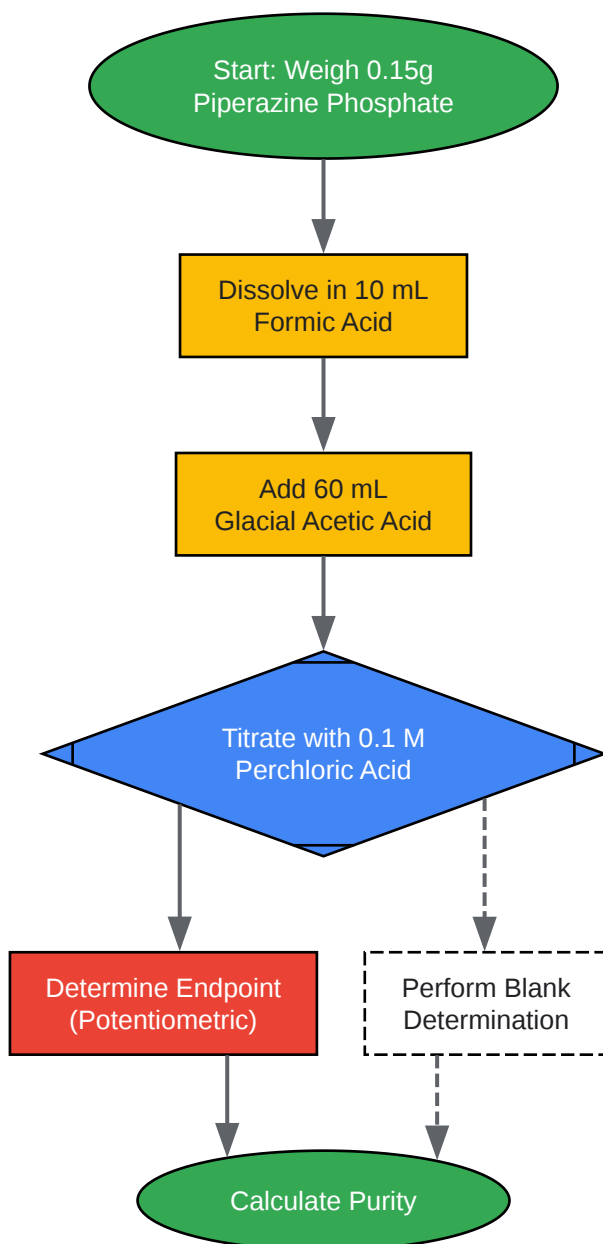 Start: Weigh 0.15g
Piperazine Phosphate
Dissolve in 10 mL
Formic Acid
Add 60 mL
Glacial Acetic Acid
Titrate with 0.1 M
Perchloric Acid
Determine Endpoint
(Potentiometric)
Perform Blank
Determination
Calculate Purity